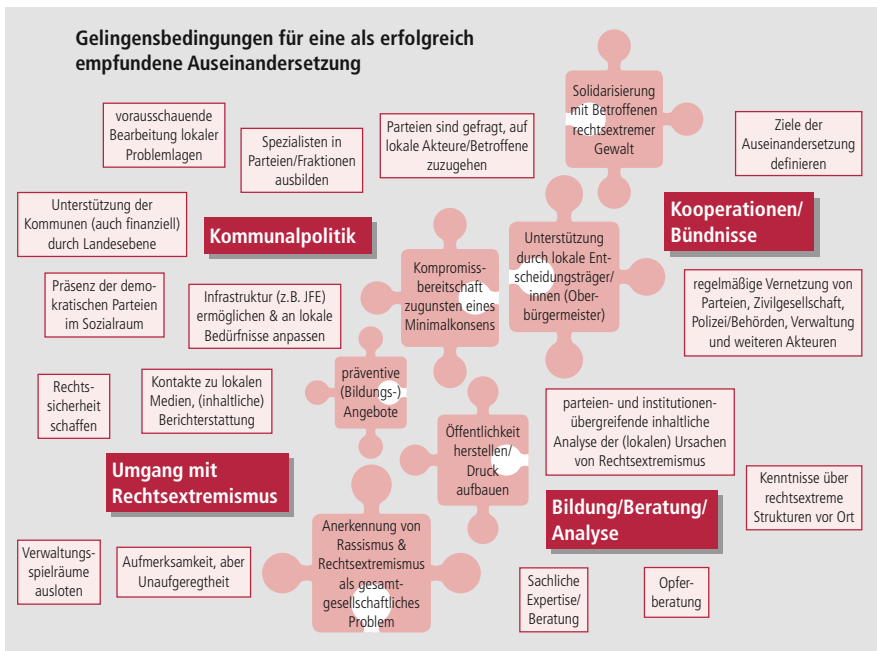 Gelingensbedingungen für eine als erfolgreich
empfundene Auseinandersetzung
vorausschauende
Bearbeitung lokaler
Problemlagen
Spezialisten in
Parteien/Fraktionen
ausbilden
Parteien sind gefragt, auf
lokale Akteure/Betroffene
zuzugehen
Solidarisierung
mit Betroffenen
rechtsextremer
Gewalt
Ziele der
Auseinandersetzung
definieren
Unterstützung der
Kommunen (auch finanziell)
durch Landesebene
Kommunalpolitik
Kooperationen/
Bündnisse
Kompromiss-
bereitschaft
zugunsten eines
Minimalkonsens
Unterstützung
durch lokale Ent-
scheidungsträger/
innen (Ober-
bürgermeister)
Präsenz der demo-
kratischen Parteien
im Sozialraum
Infrastruktur (z.B. JFE)
ermöglichen & an lokale
Bedürfnisse anpassen
regelmäßige Vernetzung von
Parteien, Zivilgesellschaft,
Polizei/Behörden, Verwaltung
und weiteren Akteuren
Rechts-
sicherheit
schaffen
Kontakte zu lokalen
Medien, (inhaltliche)
Berichterstattung
präventive
(Bildungs-)
Angebote
Öffentlichkeit
herstellen/
Druck
aufbauen
parteien- und institutionen-
übergreifende inhaltliche
Analyse der (lokalen) Ursachen
von Rechtsextremismus
Umgang mit
Rechtsextremismus
Bildung/Beratung/
Analyse
Kenntnisse über
rechtsextreme
Strukturen vor Ort
Verwaltungs-
spielräume
ausloten
Aufmerksamkeit, aber
Unaufgeregtheit
Anerkennung von
Rassismus &
Rechtsextremismus
als gesamt-
gesellschaftliches
Problem
Sachliche
Expertise/
Beratung
Opfer-
beratung